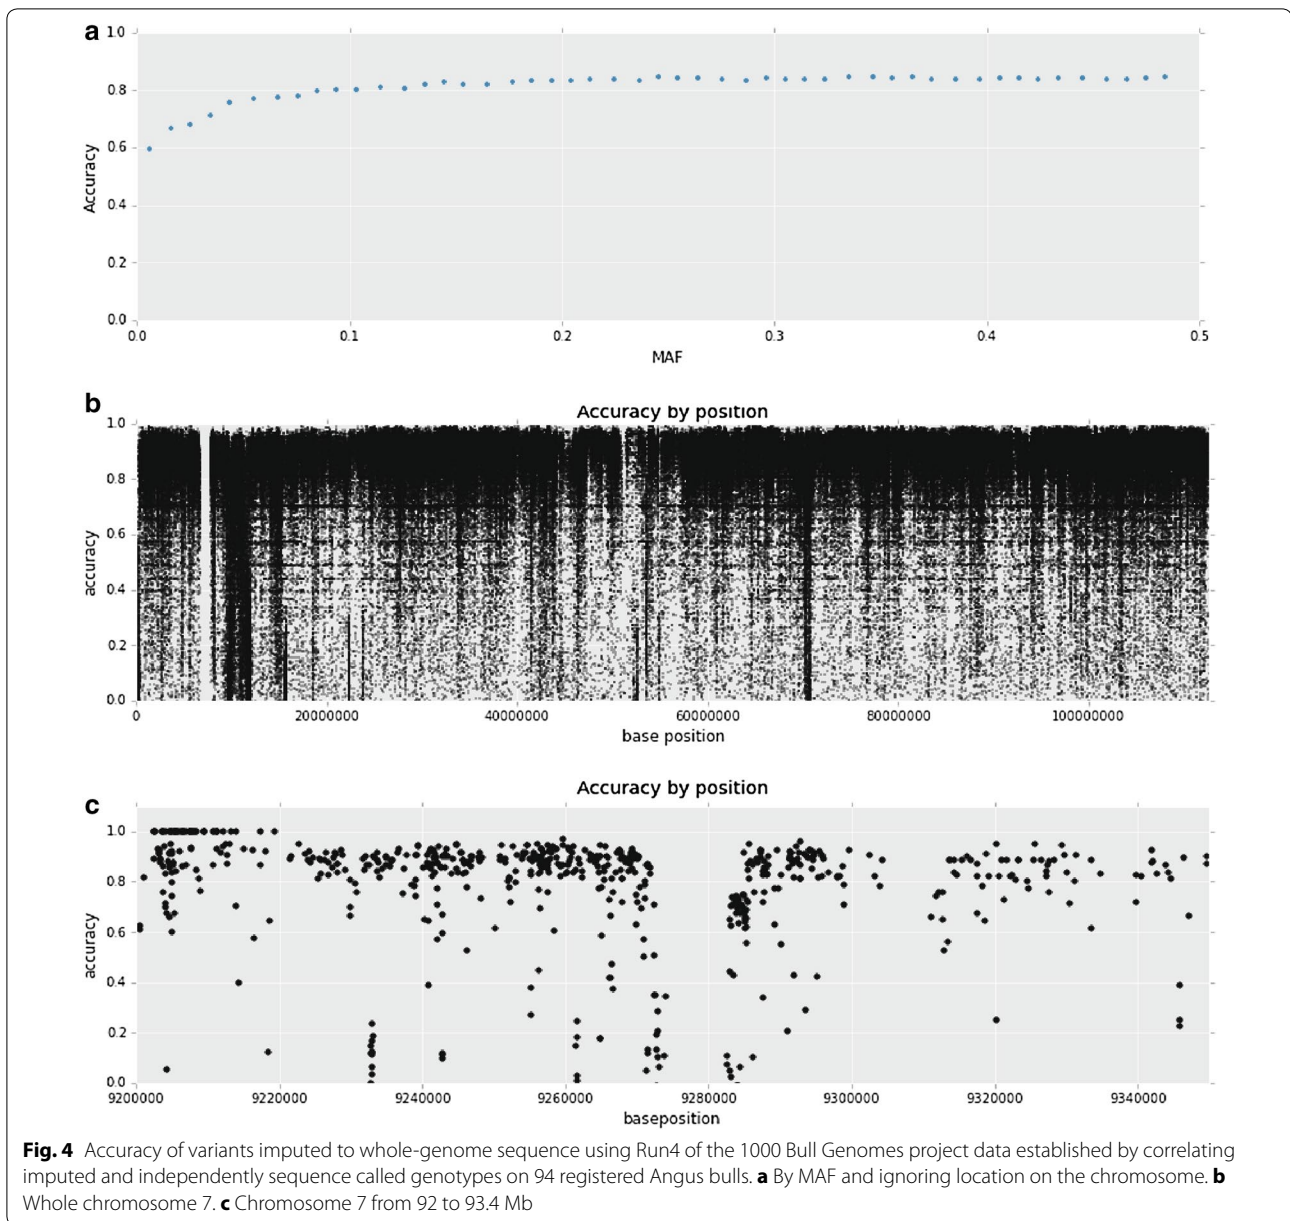 a
1.0
0.8
0.6
0.4
0.2
0.0
Accuracy
0.0 0.1 0.2 0.3 0.4 0.5
MAF
b
Accuracy by position
1.0
0.8
0.6
0.4
0.2
0.0
accuracy
0 20000000 40000000 60000000 80000000 100000000
base position
Accuracy by position
c
1.0
0.8
0.6
0.4
0.2
0.0
accuracy
9200000 9220000 9240000 9260000 9280000 9300000 9320000 9340000
baseposition
Fig. 4 Accuracy of variants imputed to whole-genome sequence using Run4 of the 1000 Bull Genomes project data established by correlating
imputed and independently sequence called genotypes on 94 registered Angus bulls. a By MAF and ignoring location on the chromosome. b
Whole chromosome 7. c Chromosome 7 from 92 to 93.4 Mb